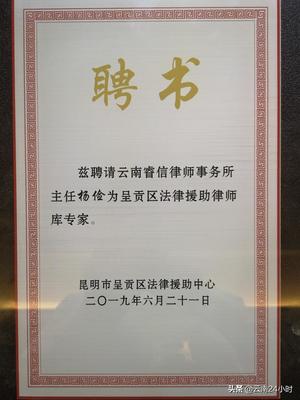 聘书
兹聘请云南睿信律师事务所
主任杨俭为呈贡区法律援助律师
库专家。
昆明市呈贡区法律援助中心
二〇一九年六月二十一日
头条 @云南24小时